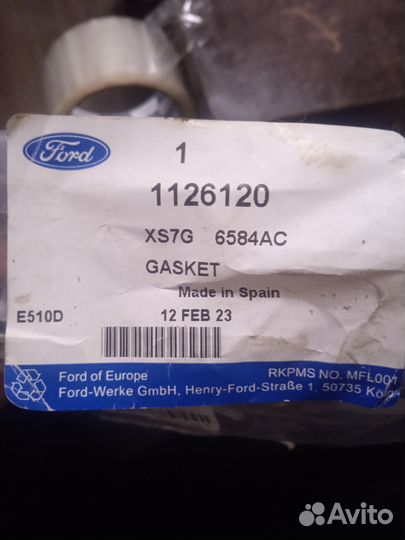 Ford
1
1126120
XS7G 6584AC
GASKET
Made in Spain
E510D
12 FEB 23
Ford of Europe
RKPMS NO. MFL001
Ford-Werke GmbH, Henry-Ford-Straße 1, 50735 Köln
Avito